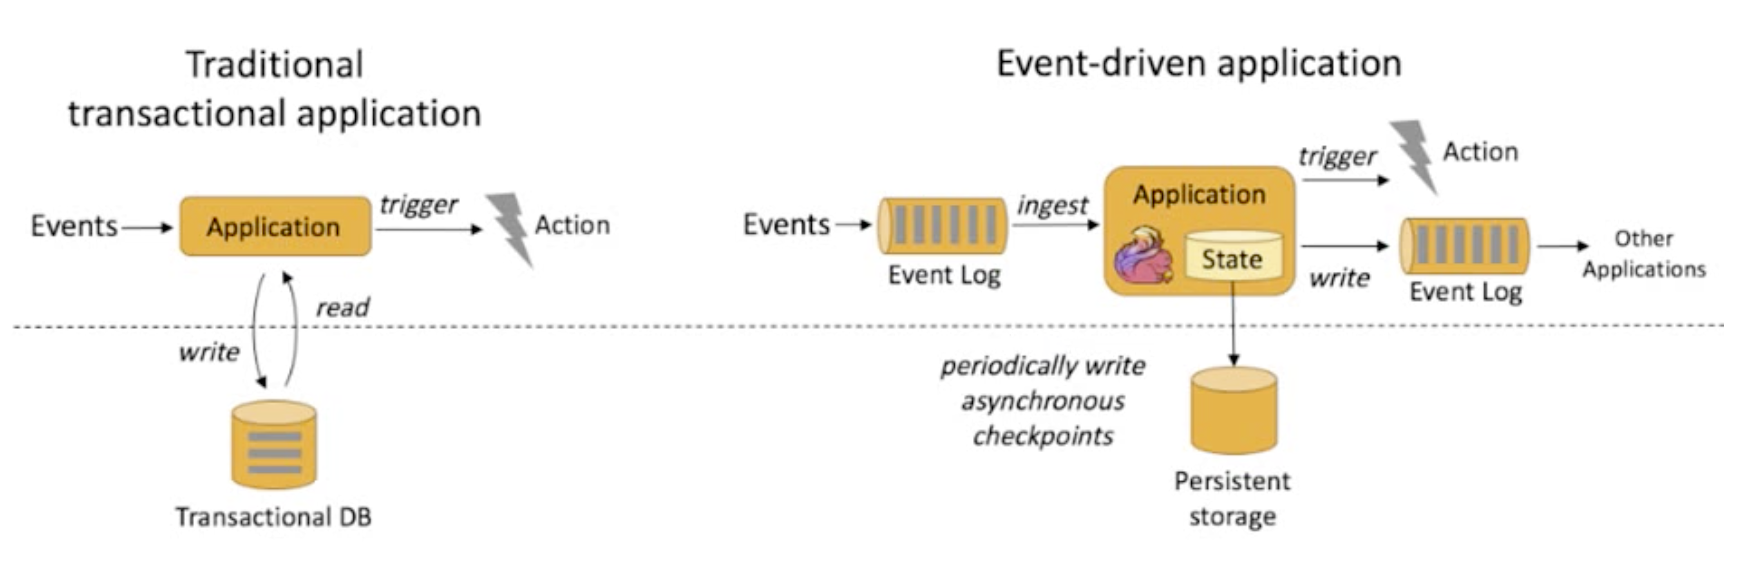 Traditional
transactional application
Events
Application
trigger
Action
read
write
Transactional DB
Event-driven application
Events
Event Log
ingest
Application
State
trigger
Action
write
Event Log
Other
Applications
periodically write
asynchronous
checkpoints
Persistent
storage